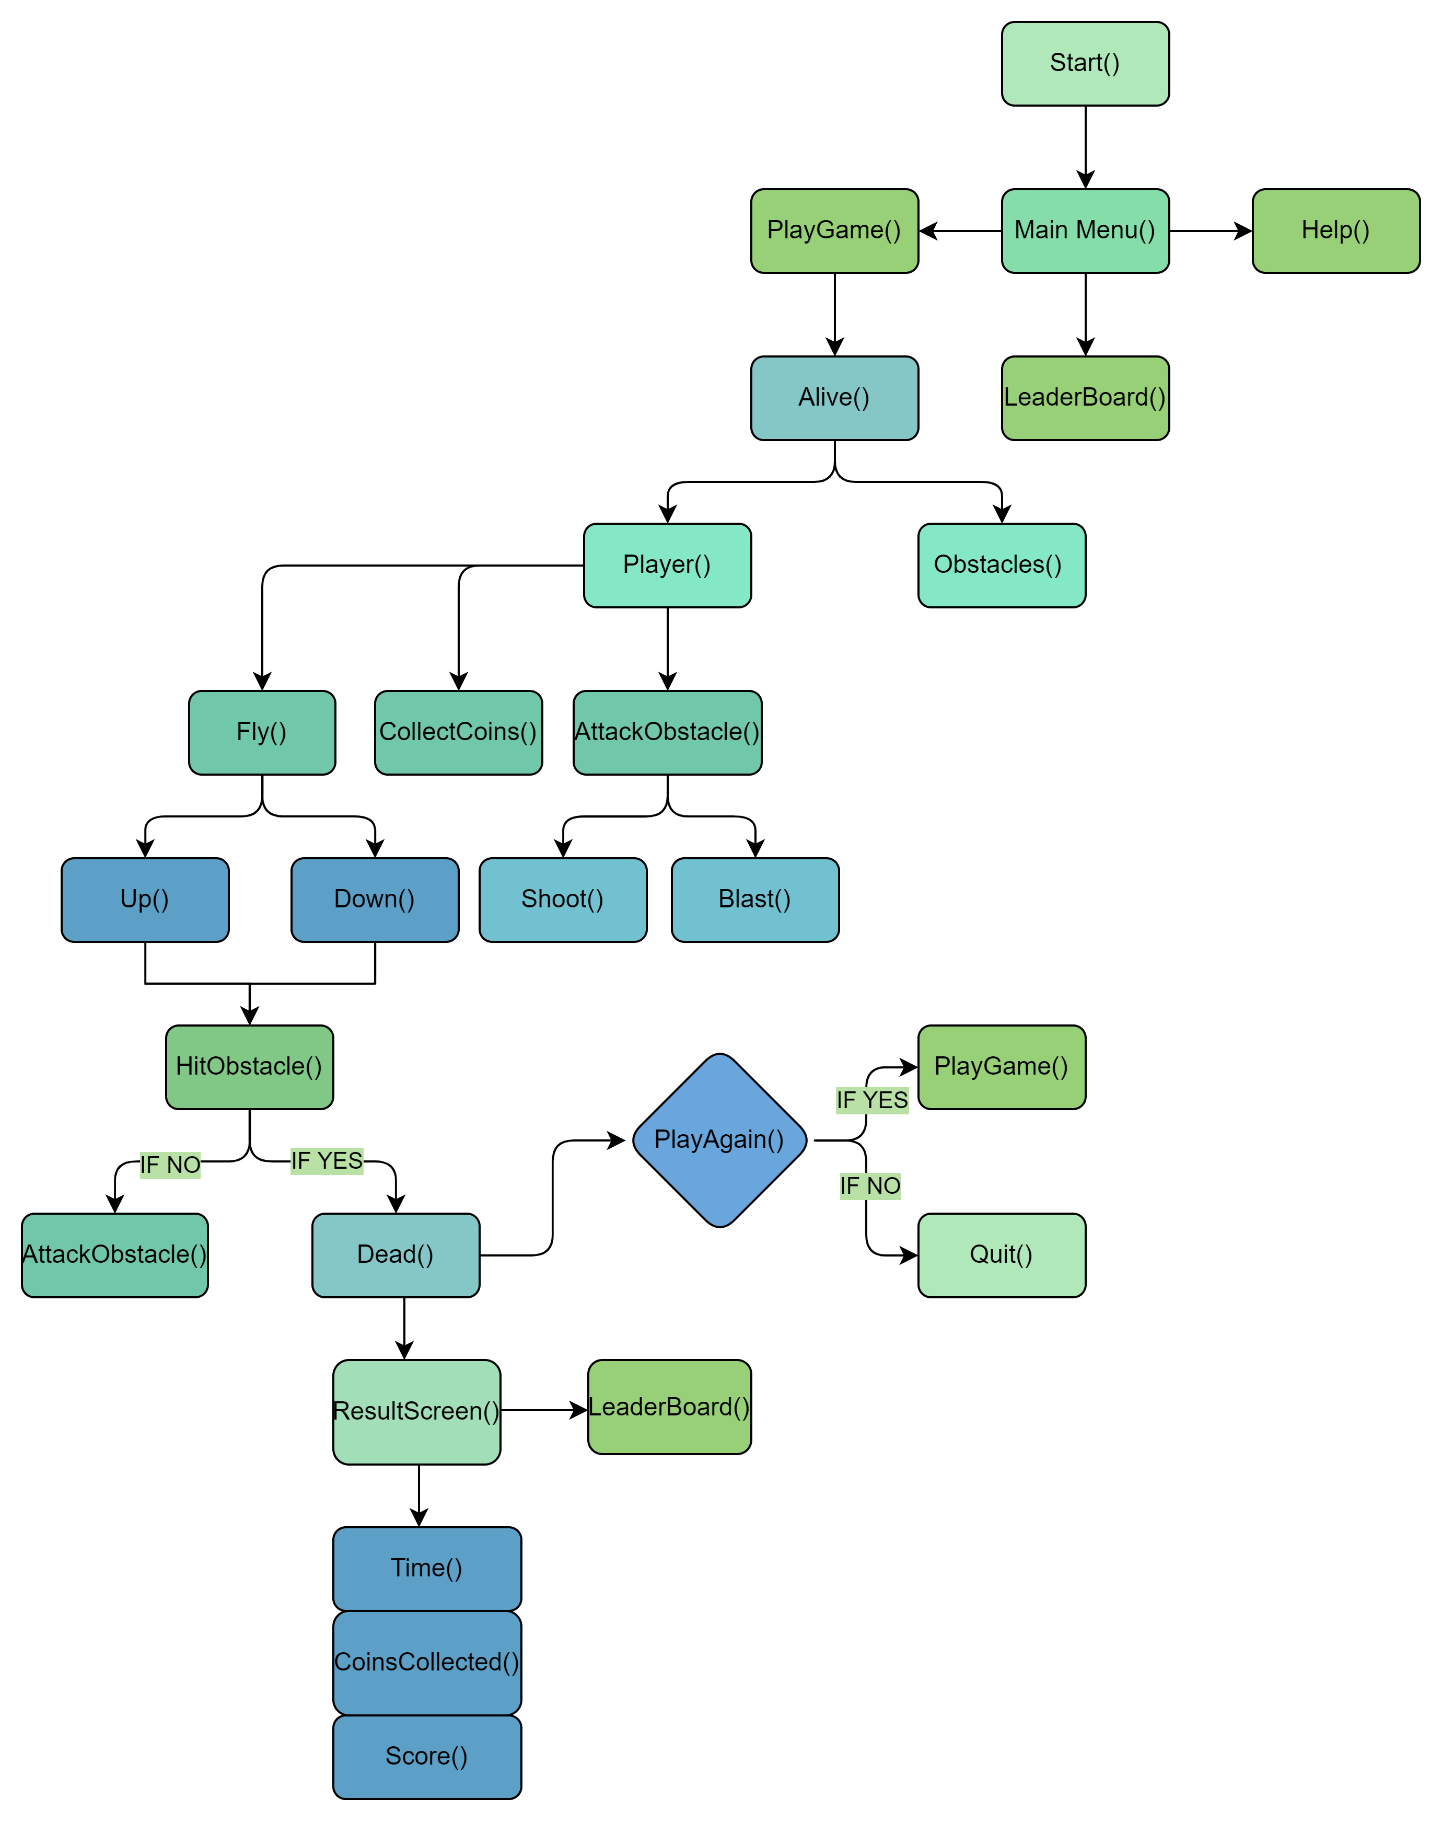 Start()
PlayGame()
Main Menu()
Help()
Alive()
LeaderBoard()
Player()
Obstacles()
Fly()
CollectCoins()
AttackObstacle()
Up()
Down()
Shoot()
Blast()
HitObstacle()
PlayGame()
IF YES
PlayAgain()
IF NO
IF YES
IF NO
AttackObstacle()
Dead()
Quit()
ResultScreen()
LeaderBoard()
Time()
CoinsCollected()
Score()